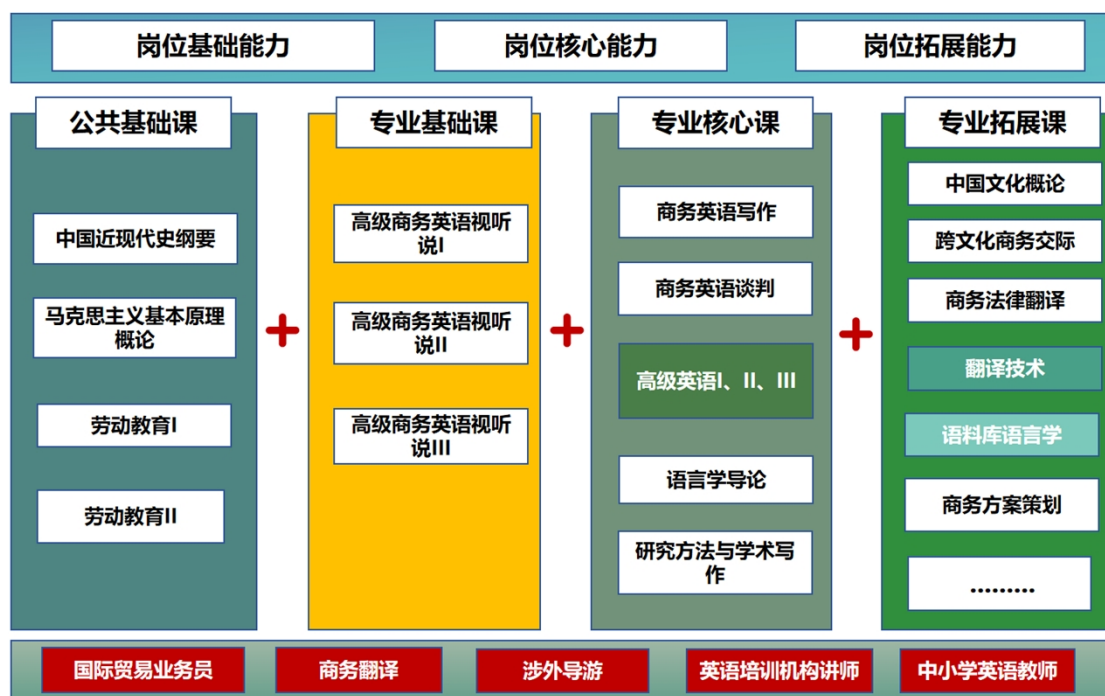 岗位基础能力
岗位核心能力
岗位拓展能力
公共基础课
中国近现代史纲要
马克思主义基本原理
概论
劳动教育I
劳动教育II
专业基础课
高级商务英语视听
说I
高级商务英语视听
说II
高级商务英语视听
说III
专业核心课
商务英语写作
商务英语谈判
高级英语I、II、III
语言学导论
研究方法与学术写
作
专业拓展课
中国文化概论
跨文化商务交际
商务法律翻译
翻译技术
语料库语言学
商务方案策划
.........
国际贸易业务员
商务翻译
涉外导游
英语培训机构讲师
中小学英语教师